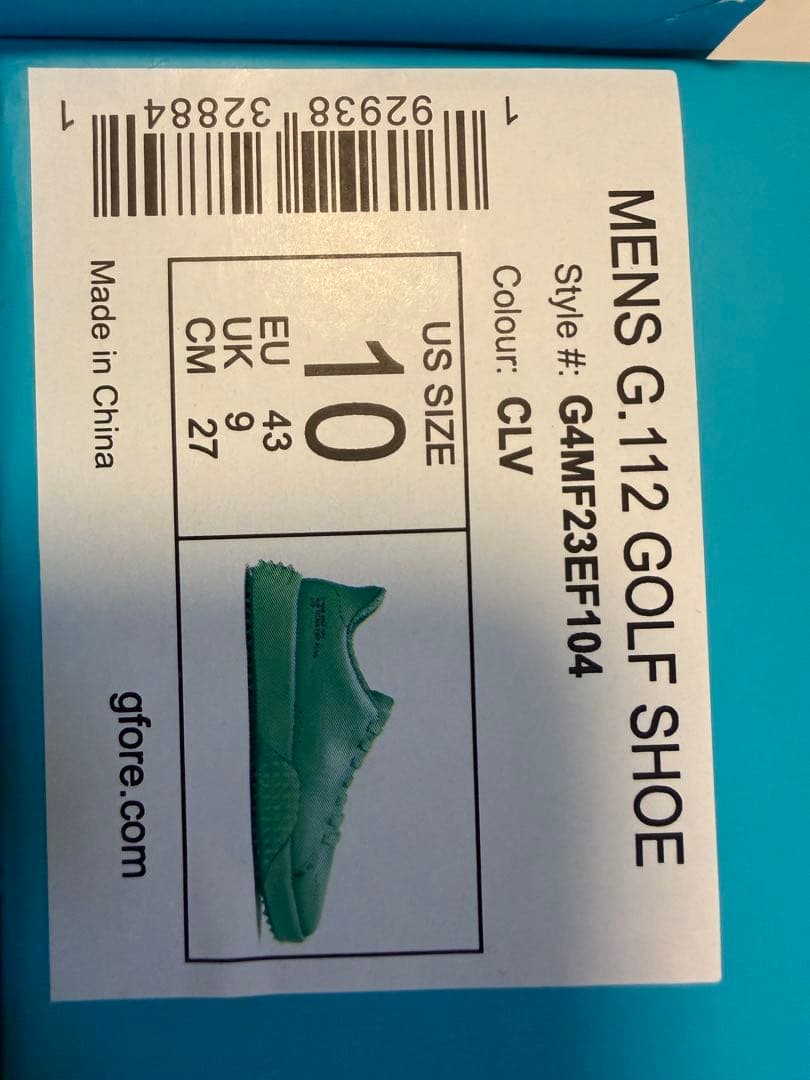 MENS G.112 GOLF SHOE
Style #: G4MF23EF104
Colour: CLV
US SIZE
10
EU 43
UK 9
CM 27
1 92938 32884 1
Made in China
gfore.com